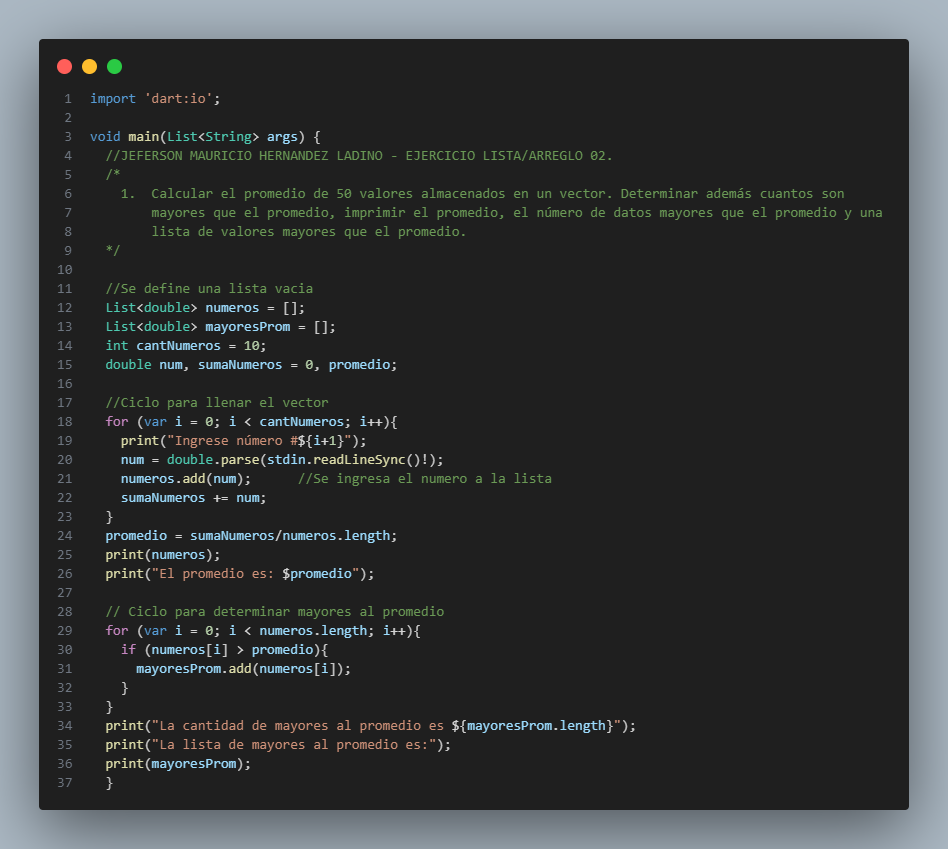 1 import 'dart:io';
2
3 void main(List<String> args) {
4   //JEFERSON MAURICIO HERNANDEZ LADINO - EJERCICIO LISTA/ARREGLO 02.
5   /*
6     1.  Calcular el promedio de 50 valores almacenados en un vector. Determinar además cuantos son
7         mayores que el promedio, imprimir el promedio, el número de datos mayores que el promedio y una
8         lista de valores mayores que el promedio.
9   */
10
11   //Se define una lista vacia
12   List<double> numeros = [];
13   List<double> mayoresProm = [];
14   int cantNumeros = 10;
15   double num, sumaNumeros = 0, promedio;
16
17   //Ciclo para llenar el vector
18   for (var i = 0; i < cantNumeros; i++){
19     print("Ingrese número #${i+1}");
20     num = double.parse(stdin.readLineSync()!);
21     numeros.add(num);      //Se ingresa el numero a la lista
22     sumaNumeros += num;
23   }
24   promedio = sumaNumeros/numeros.length;
25   print(numeros);
26   print("El promedio es: $promedio");
27
28   // Ciclo para determinar mayores al promedio
29   for (var i = 0; i < numeros.length; i++){
30     if (numeros[i] > promedio){
31       mayoresProm.add(numeros[i]);
32     }
33   }
34   print("La cantidad de mayores al promedio es ${mayoresProm.length}");
35   print("La lista de mayores al promedio es:");
36   print(mayoresProm);
37   }